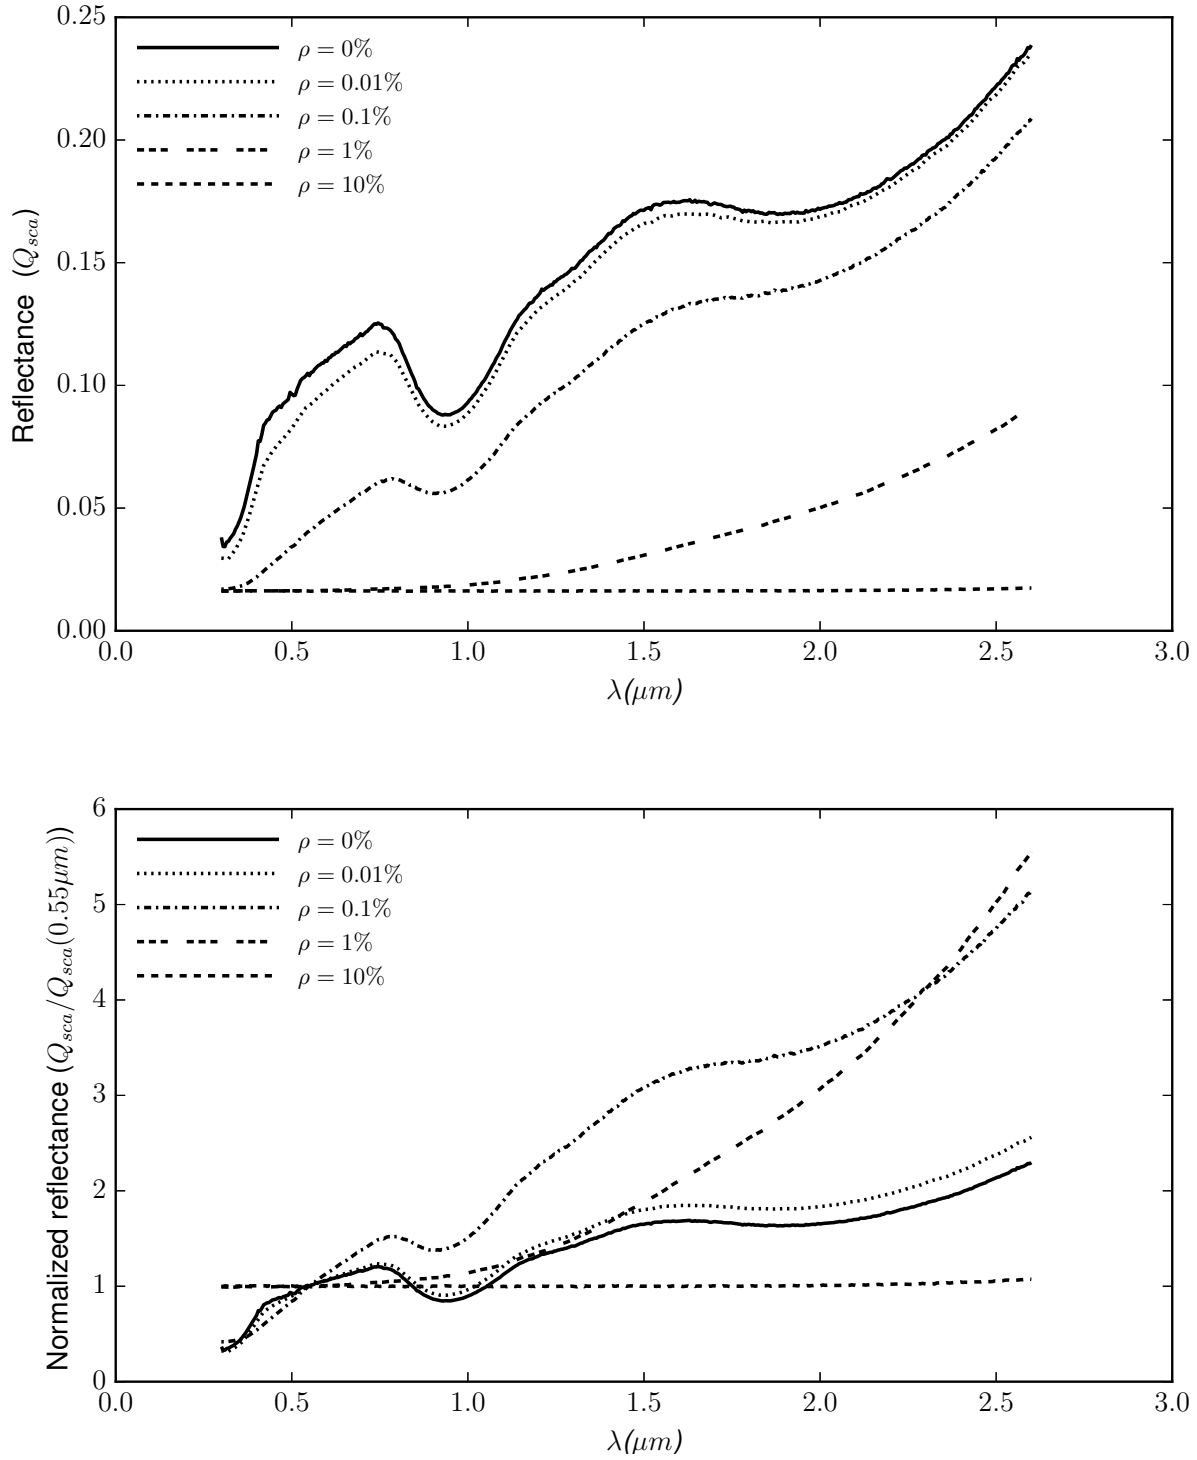 0.25
0.20
0.15
0.10
0.05
0.00
Reflectance (Q_sca)
ρ = 0%
ρ = 0.01%
ρ = 0.1%
ρ = 1%
ρ = 10%
0.0 0.5 1.0 1.5 2.0 2.5 3.0
λ(μm)
6
5
4
3
2
1
0
Normalized reflectance (Q_sca/Q_sca(0.55μm))
ρ = 0%
ρ = 0.01%
ρ = 0.1%
ρ = 1%
ρ = 10%
0.0 0.5 1.0 1.5 2.0 2.5 3.0
λ(μm)